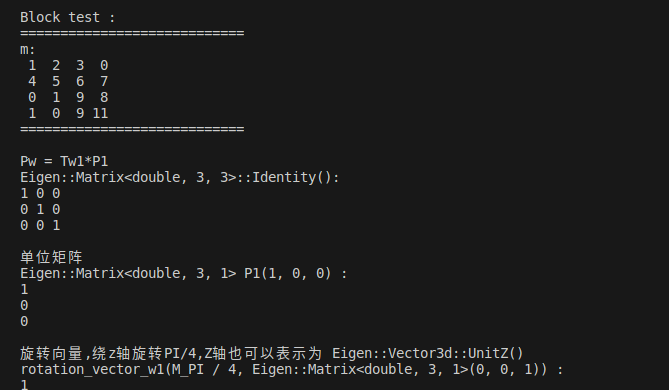 Block test :
============================
m:
1 2 3 0
4 5 6 7
0 1 9 8
1 0 9 11
============================
Pw = Tw1*P1
Eigen::Matrix<double, 3, 3>::Identity():
1 0 0
0 1 0
0 0 1
单位矩阵
Eigen::Matrix<double, 3, 1> P1(1, 0, 0) :
1
0
0
旋转向量,绕z轴旋转PI/4,Z轴也可以表示为 Eigen::Vector3d::UnitZ()
rotation_vector_w1(M_PI / 4, Eigen::Matrix<double, 3, 1>(0, 0, 1)) :
1